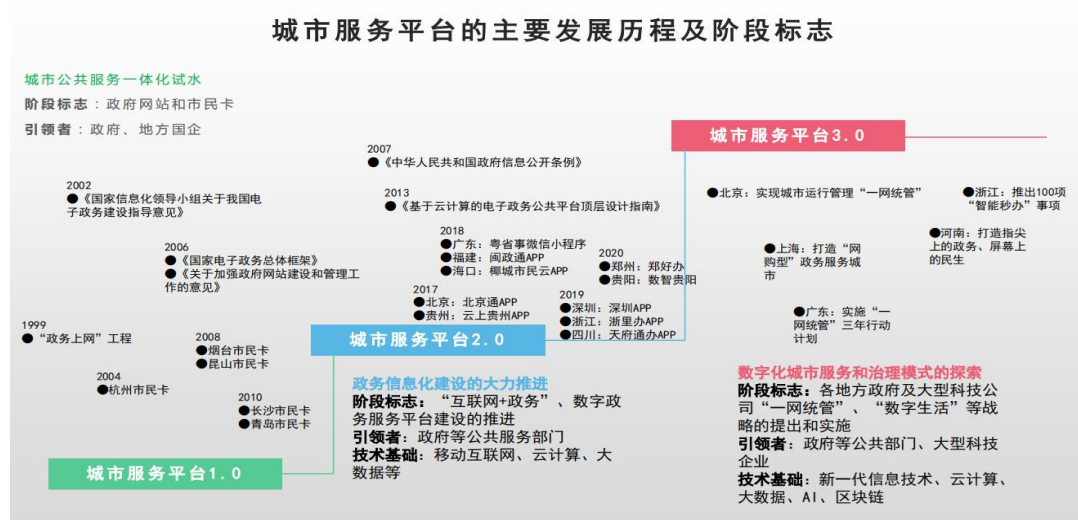 城市服务平台的主要发展历程及阶段标志
城市公共服务一体化试水
阶段标志：政府网站和市民卡
引领者：政府、地方国企
1999
●“政务上网”工程
2002
●《国家信息化领导小组关于我国电
子政务建设指导意见》
2004
●杭州市民卡
2006
●《国家电子政务总体框架》
●《关于加强政府网站建设和管理工
作的意见》
2008
●烟台市民卡
●昆山市民卡
2010
●长沙市民卡
●青岛市民卡
城市服务平台1.0
2007
●《中华人民共和国政府信息公开条例》
2013
●《基于云计算的电子政务公共平台顶层设计指南》
2018
●广东：粤省事微信小程序
●福建：闽政通APP
●海口：椰城市民云APP
2017
●北京：北京通APP
●贵州：云上贵州APP
2020
●郑州：郑好办
●贵阳：数智贵阳
2019
●深圳：深圳APP
●浙江：浙里办APP
●四川：天府通办APP
城市服务平台2.0
政务信息化建设的大力推进
阶段标志：“互联网+政务”、数字政
务服务平台建设的推进
引领者：政府等公共服务部门
技术基础：移动互联网、云计算、大
数据等
城市服务平台3.0
●北京：实现城市运行管理“一网统管”
●浙江：推出100项
“智能秒办”事项
●河南：打造指尖
上的政务、屏幕上
的民生
●上海：打造“网
购型”政务服务城
市
●广东：实施“一
网统管”三年行动
计划
数字化城市服务和治理模式的探索
阶段标志：各地方政府及大型科技公
司“一网统管”、“数字生活”等战
略的提出和实施
引领者：政府等公共部门、大型科技
企业
技术基础：新一代信息技术、云计算、
大数据、AI、区块链